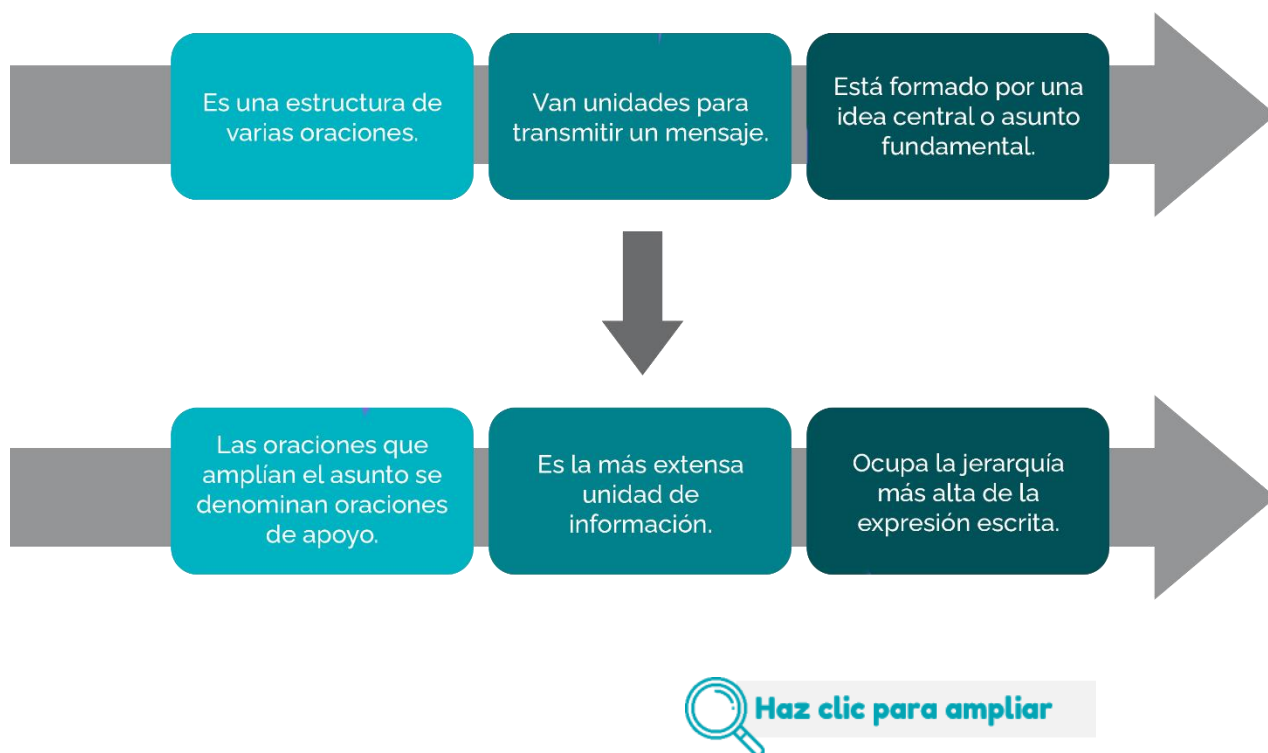 Es una estructura de
varias oraciones.
Van unidades para
transmitir un mensaje.
Está formado por una
idea central o asunto
fundamental.
Las oraciones que
amplían el asunto se
denominan oraciones
de apoyo.
Es la más extensa
unidad de
información.
Ocupa la jerarquía
más alta de la
expresión escrita.
Haz clic para ampliar